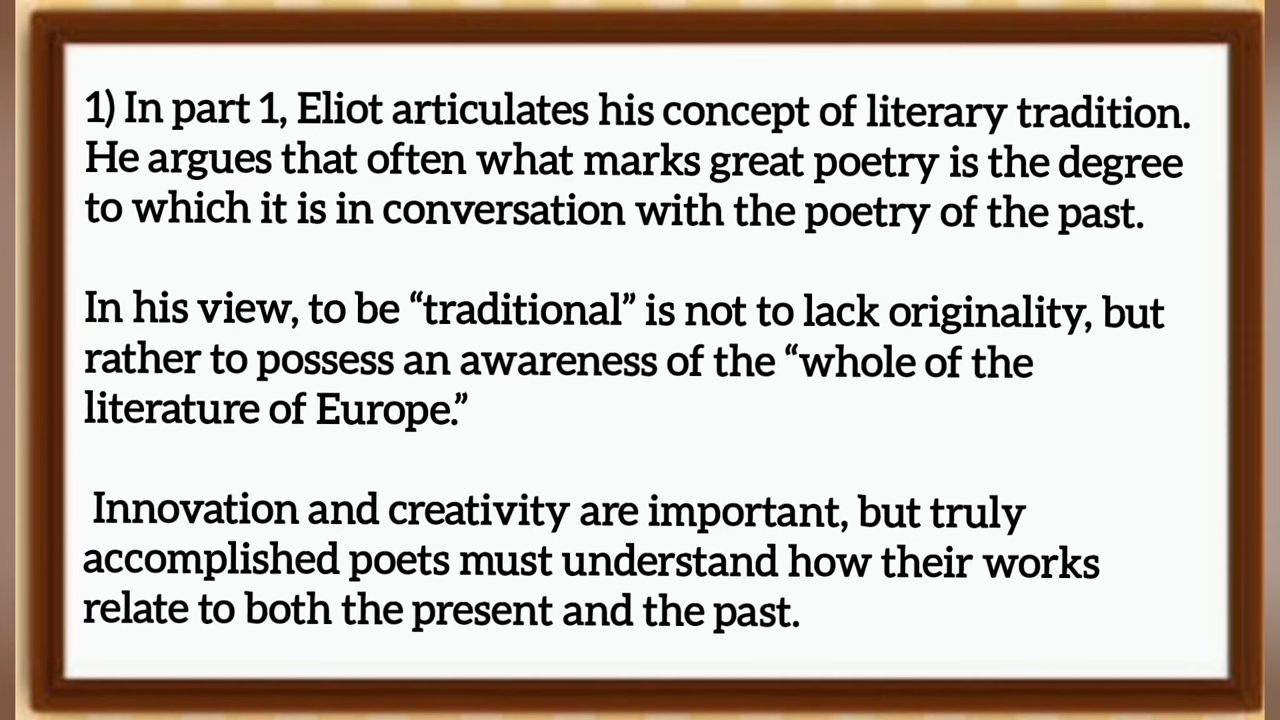 1) In part 1, Eliot articulates his concept of literary tradition.
He argues that often what marks great poetry is the degree
to which it is in conversation with the poetry of the past.
In his view, to be “traditional” is not to lack originality, but
rather to possess an awareness of the “whole of the
literature of Europe.”
Innovation and creativity are important, but truly
accomplished poets must understand how their works
relate to both the present and the past.